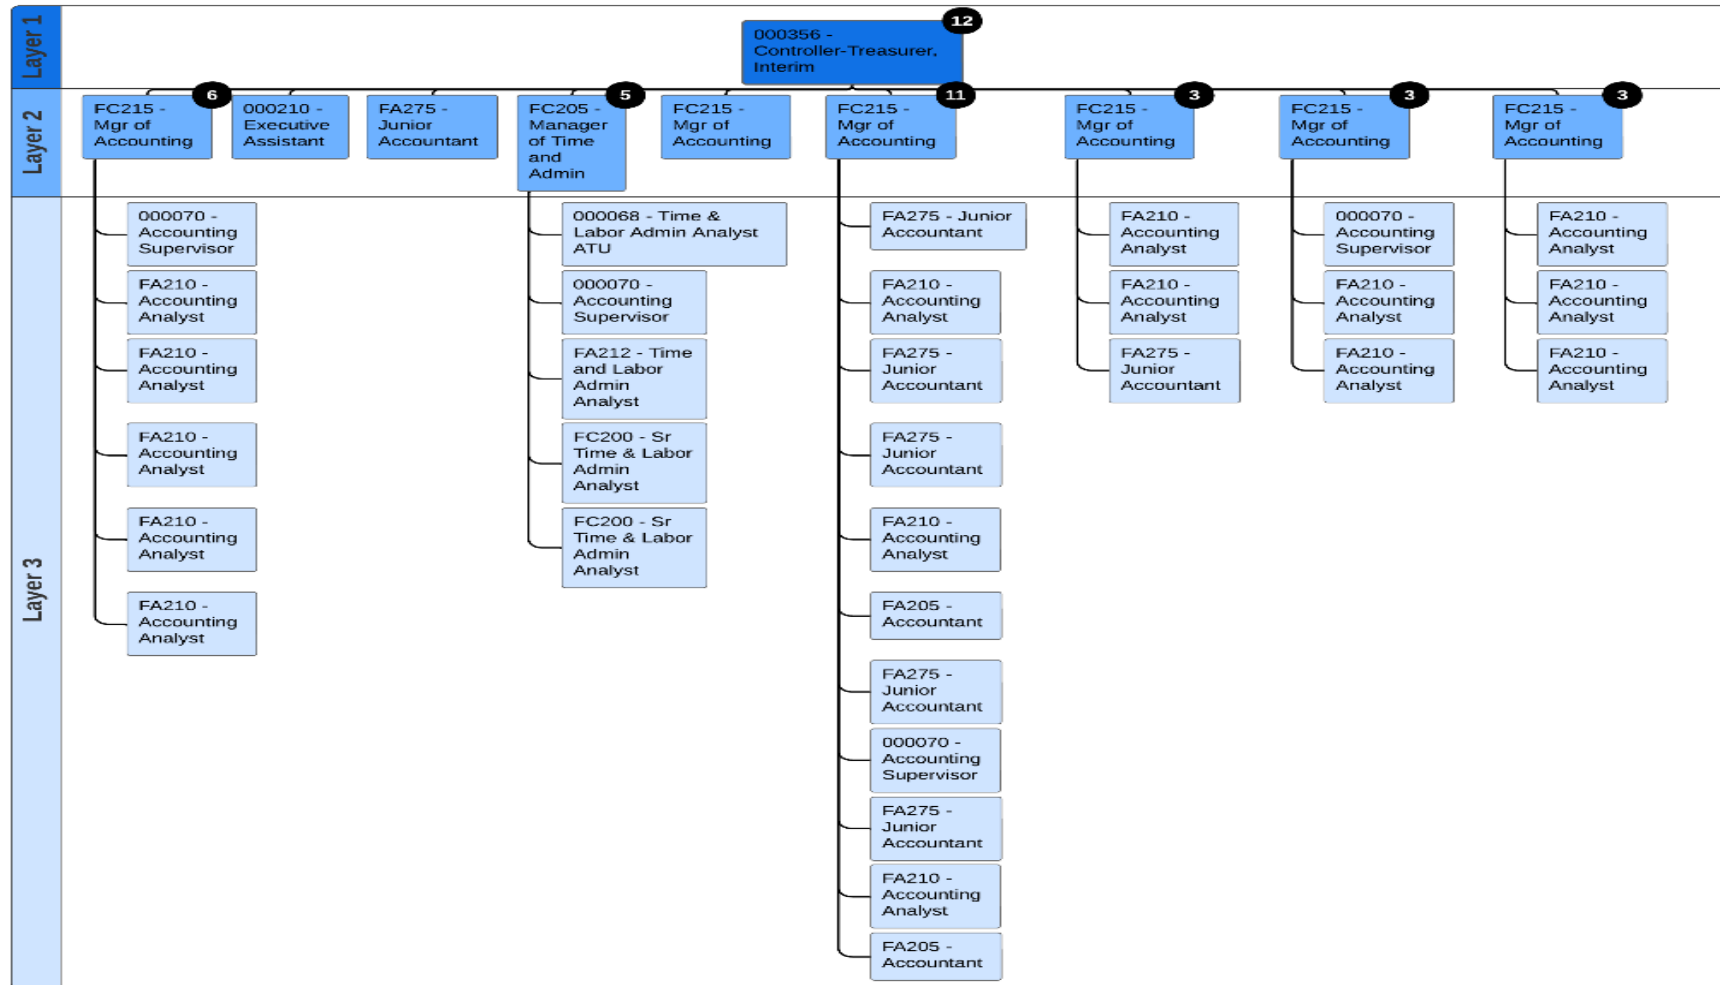 Layer 1
12
000356 -
Controller-Treasurer,
Interim
Layer 2
6
FC215 -
Mgr of
Accounting
000210 -
Executive
Assistant
FA275 -
Junior
Accountant
5
FC205 -
Manager
of Time
and
Admin
FC215 -
Mgr of
Accounting
11
FC215 -
Mgr of
Accounting
3
FC215 -
Mgr of
Accounting
3
FC215 -
Mgr of
Accounting
3
FC215 -
Mgr of
Accounting
Layer 3
000070 -
Accounting
Supervisor
FA210 -
Accounting
Analyst
FA210 -
Accounting
Analyst
FA210 -
Accounting
Analyst
FA210 -
Accounting
Analyst
FA210 -
Accounting
Analyst
000068 - Time &
Labor Admin Analyst
ATU
000070 -
Accounting
Supervisor
FA212 - Time
and Labor
Admin
Analyst
FC200 - Sr
Time & Labor
Admin
Analyst
FC200 - Sr
Time & Labor
Admin
Analyst
FA275 - Junior
Accountant
FA210 -
Accounting
Analyst
FA275 -
Junior
Accountant
FA275 -
Junior
Accountant
FA210 -
Accounting
Analyst
FA205 -
Accountant
FA275 -
Junior
Accountant
000070 -
Accounting
Supervisor
FA275 -
Junior
Accountant
FA210 -
Accounting
Analyst
FA205 -
Accountant
FA210 -
Accounting
Analyst
FA210 -
Accounting
Analyst
FA275 -
Junior
Accountant
000070 -
Accounting
Supervisor
FA210 -
Accounting
Analyst
FA210 -
Accounting
Analyst
FA210 -
Accounting
Analyst
FA210 -
Accounting
Analyst
FA210 -
Accounting
Analyst